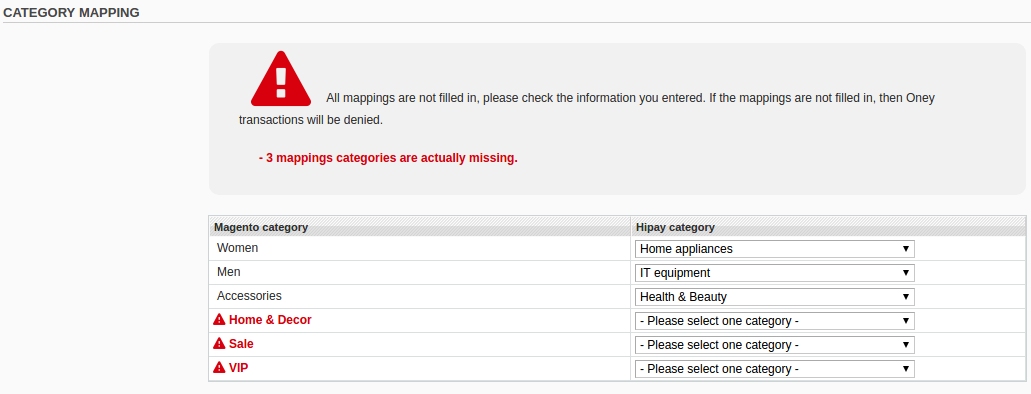 CATEGORY MAPPING
All mappings are not filled in, please check the information you entered. If the mappings are not filled in, then Oney
transactions will be denied.
- 3 mappings categories are actually missing.
Magento category Hipay category
Women Home appliances
Men IT equipment
Accessories Health & Beauty
Home & Decor - Please select one category -
Sale - Please select one category -
VIP - Please select one category -